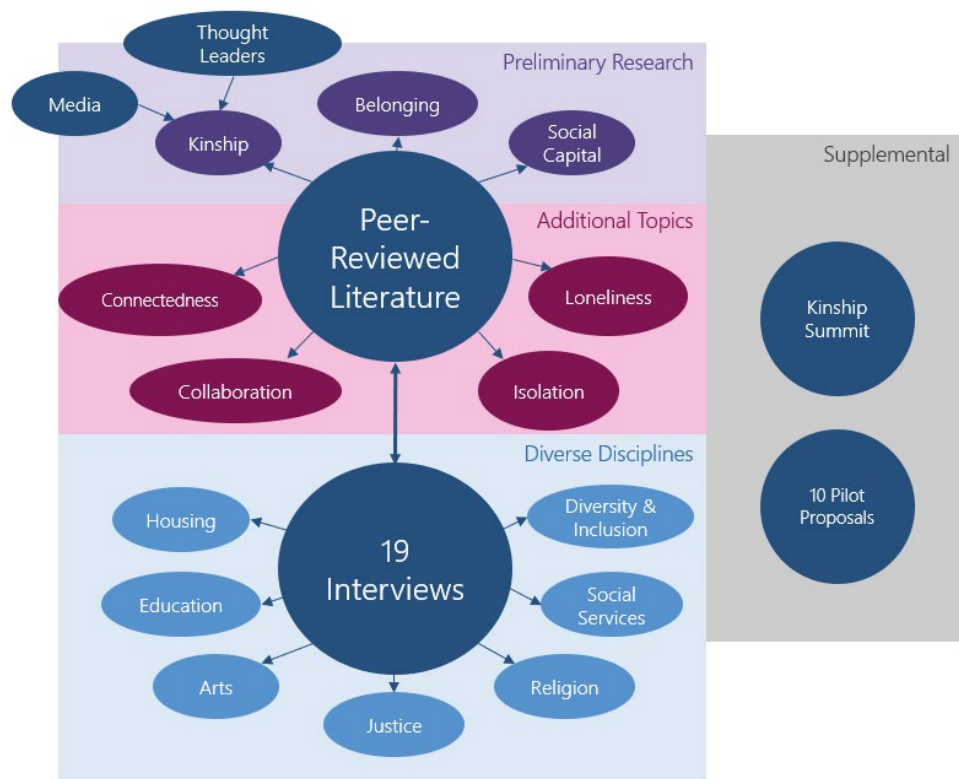 Thought
Leaders
Preliminary Research
Media
Belonging
Kinship
Social
Capital
Supplemental
Peer-
Reviewed
Literature
Additional Topics
Connectedness
Loneliness
Kinship
Summit
Collaboration
Isolation
Diverse Disciplines
Housing
Diversity &
Inclusion
10 Pilot
Proposals
19
Interviews
Education
Social
Services
Arts
Religion
Justice